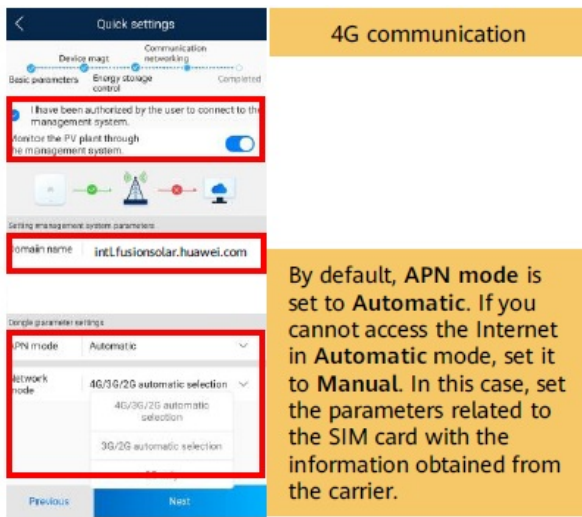 Quick settings
4G communication
Communication
Device magt
networking
Basic parameters
Energy storage
control
Completed
I have been authorized by the user to connect to the
management system.
Monitor the PV plant through
the management system.
Setting management system parameters
Domain name
intl.fusionsolar.huawei.com
Dongle parameter settings
APN mode
Automatic
Network
mode
4G/3G/2G automatic selection
4G/3G/2G automatic
selection
3G/2G automatic selection
Previous
Next
By default, APN mode is
set to Automatic. If you
cannot access the Internet
in Automatic mode, set it
to Manual. In this case, set
the parameters related to
the SIM card with the
information obtained from
the carrier.